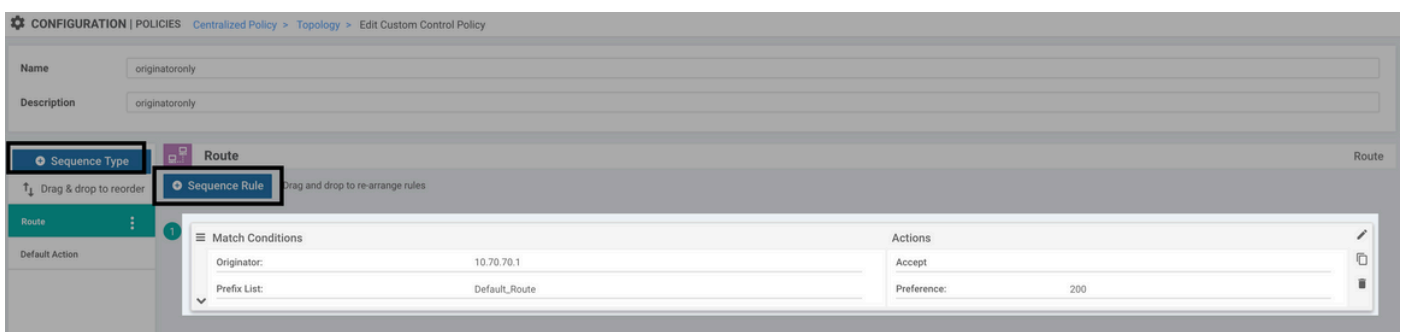 CONFIGURATION | POLICIES Centralized Policy > Topology > Edit Custom Control Policy
Name originatoronly
Description originatoronly
Sequence Type
Route Route
Sequence Rule Drag and drop to re-arrange rules
Drag & drop to reorder
Route
Default Action
1
Match Conditions Actions
Originator: 10.70.70.1 Accept
Prefix List: Default_Route Preference: 200